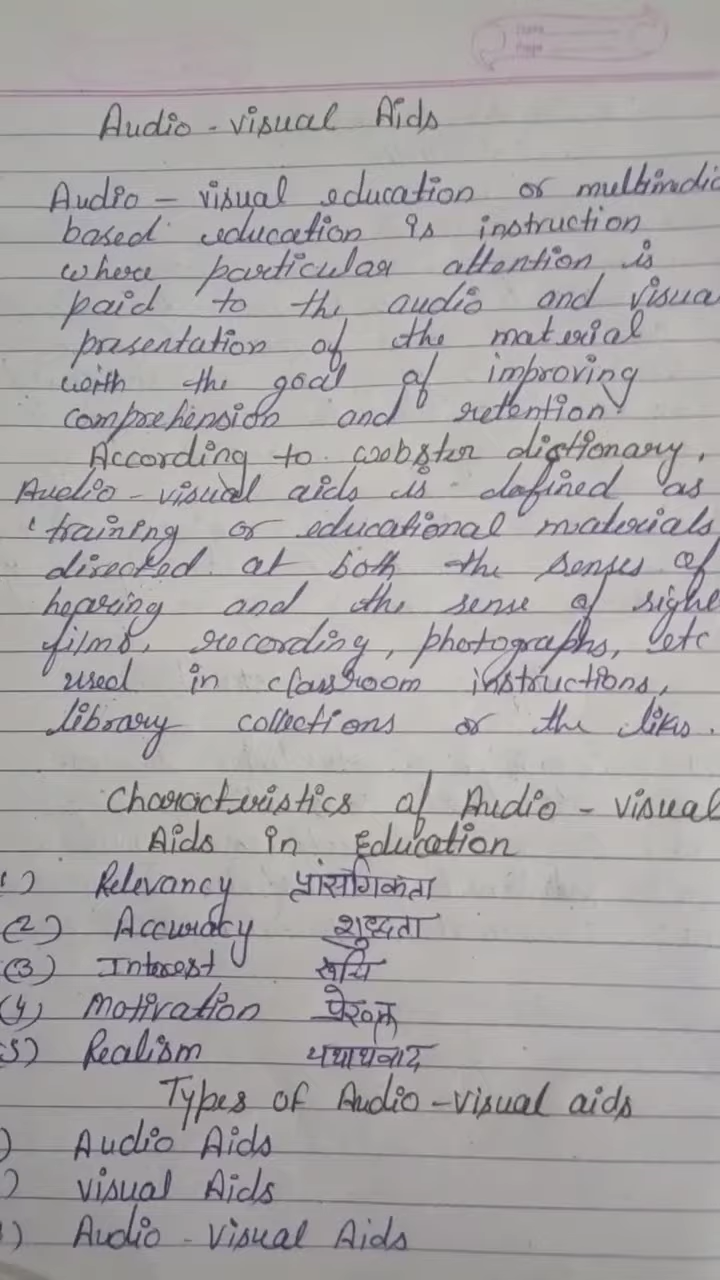 Audio - visual Aids
Audio - visual education or multimedia
based education is instruction
where particular attention is
paid to the audio and visua
presentation of the material
with the goal of improving
comprehension and retention.
According to webster dictionary,
Audio - visual aids is defined as
training or educational materials
directed at both the senses of
hearing and the sense of sight
films, recording, photographs, etc
used in classroom instructions,
library collections or the likes.
Characteristics of Audio - visual
Aids in Education
1) Relevancy प्रांसगिकता
(2) Accuracy शुद्धता
(3) Interest रूचि
(4) Motivation
5) Realism यथार्थवाद
Types of Audio - visual aids
) Audio Aids
) visual Aids
) Audio - Visual Aids